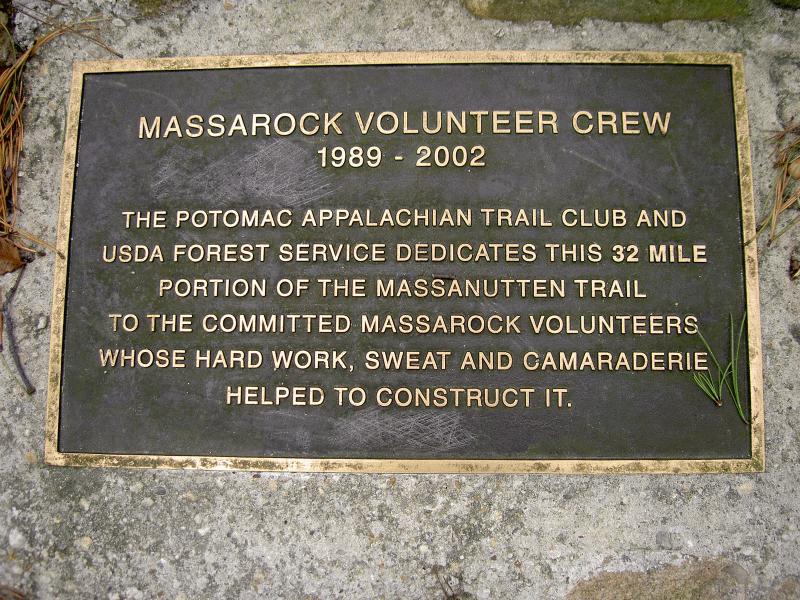 MASSAROCK VOLUNTEER CREW
1989 - 2002
THE POTOMAC APPALACHIAN TRAIL CLUB AND
USDA FOREST SERVICE DEDICATES THIS 32 MILE
PORTION OF THE MASSANUTTEN TRAIL
TO THE COMMITTED MASSAROCK VOLUNTEERS
WHOSE HARD WORK, SWEAT AND CAMARADERIE
HELPED TO CONSTRUCT IT.